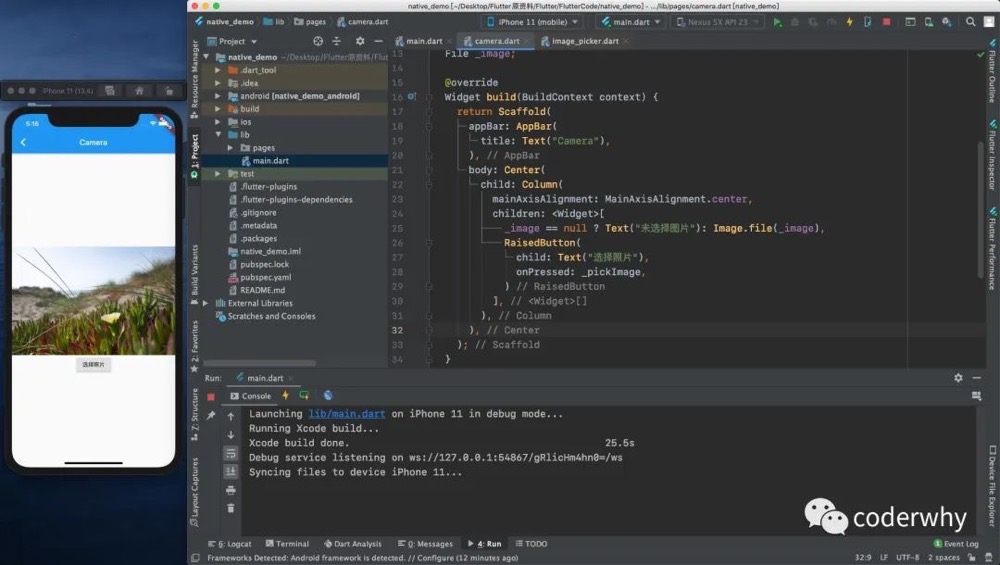 native_demo [~/Desktop/Flutter原资料/Flutter/FlutterCode/native_demo] - .../lib/pages/camera.dart [native_demo]
native_demo
lib
pages
camera.dart
iPhone 11 (mobile)
main.dart
Nexus 5X API 23
Project
main.dart
camera.dart
image_picker.dart
iPhone 11 (13.4)
5:16
Camera
选择照片
Resource Manager
1: Project
Build Variants
2: Favorites
Z: Structure
Layout Captures
native_demo ~/Desktop/Flutter原资料/Flutter/Flut
.dart_tool
.idea
android [native_demo_android]
build
ios
lib
pages
main.dart
test
.flutter-plugins
.flutter-plugins-dependencies
.gitignore
.metadata
.packages
native_demo.iml
pubspec.lock
pubspec.yaml
README.md
External Libraries
Scratches and Consoles
13 File _image;
14
15 @override
16 Widget build(BuildContext context) {
17 return Scaffold(
18 appBar: AppBar(
19 title: Text("Camera"),
20 ), // AppBar
21 body: Center(
22 child: Column(
23 mainAxisAlignment: MainAxisAlignment.center,
24 children: <Widget>[
25 _image == null ? Text("未选择图片"): Image.file(_image),
26 RaisedButton(
27 child: Text("选择照片"),
28 onPressed: _pickImage,
29 ) // RaisedButton
30 ], // <Widget>[]
31 ), // Column
32 ), // Center
33 ); // Scaffold
34 }
Flutter Outline
Flutter Inspector
Flutter Performance
Device File Explorer
Run:
main.dart
Console
Launching lib/main.dart on iPhone 11 in debug mode...
Running Xcode build...
Xcode build done. 25.5s
Debug service listening on ws://127.0.0.1:54867/gRlicHm4hn0=/ws
Syncing files to device iPhone 11...
coderwhy
6: Logcat
Terminal
Dart Analysis
0: Messages
4: Run
TODO
Event Log
Frameworks Detected: Android framework is detected. // Configure (12 minutes ago)
32:9 LF UTF-8 2 spaces